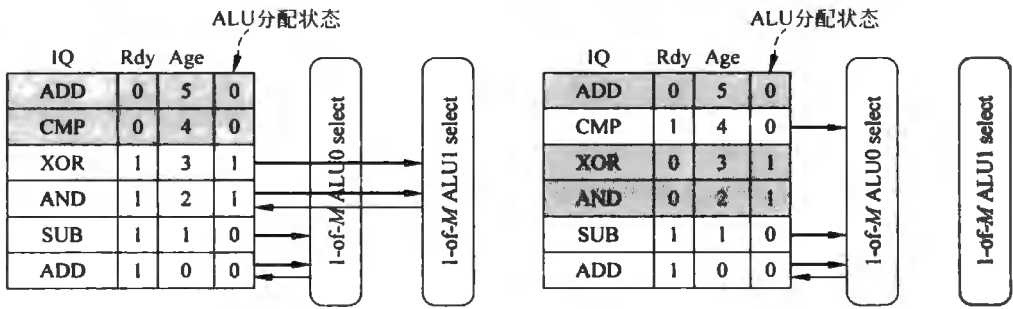 ALU分配状态
IQ Rdy Age
ADD 0 5 0
CMP 0 4 0
XOR 1 3 1
AND 1 2 1
SUB 1 1 0
ADD 1 0 0
1-of-M ALU0 select
1-of-M ALU1 select
ALU分配状态
IQ Rdy Age
ADD 0 5 0
CMP 1 4 0
XOR 0 3 1
AND 0 2 1
SUB 1 1 0
ADD 1 0 0
1-of-M ALU0 select
1-of-M ALU1 select